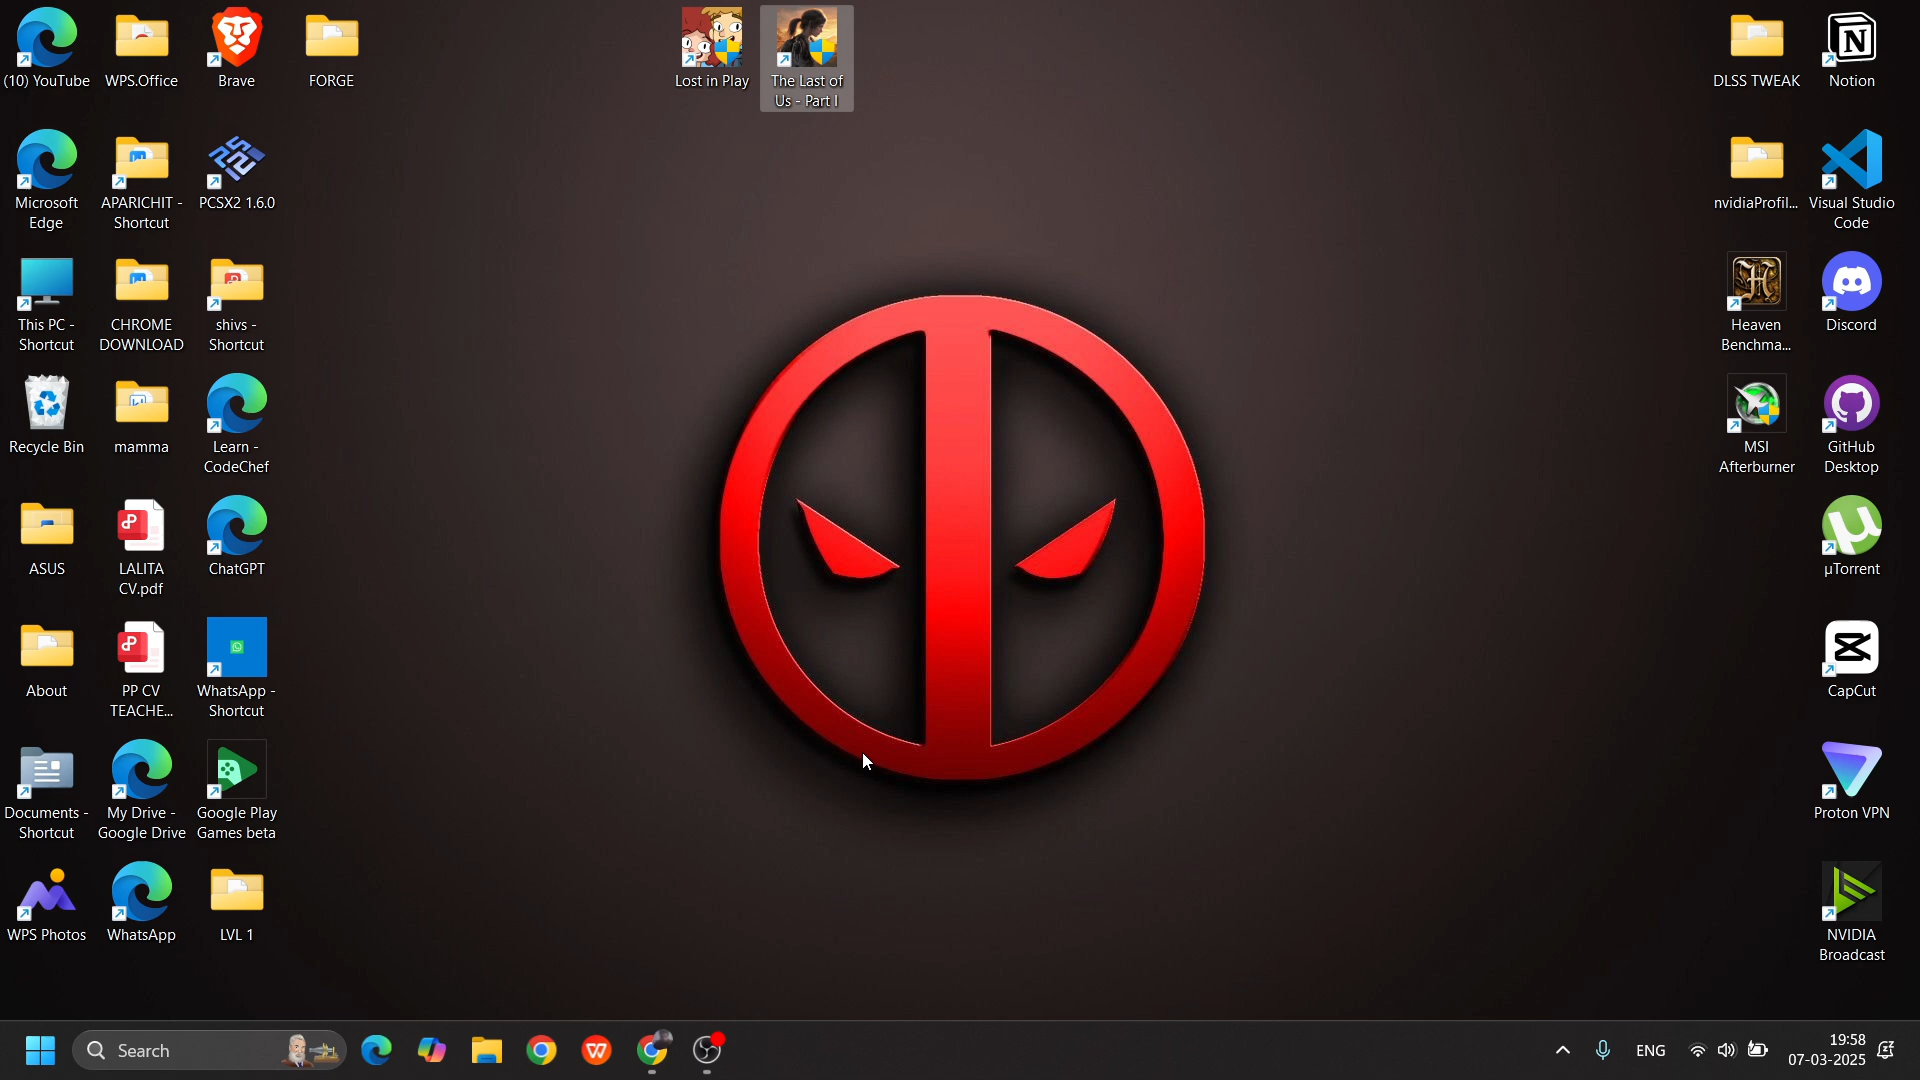 (10) YouTube
WPS.Office
Brave
FORGE
Lost in Play
The Last of
Us - Part I
DLSS TWEAK
Notion
Microsoft
Edge
APARICHIT -
Shortcut
PCSX2 1.6.0
nvidiaProfil...
Visual Studio
Code
This PC -
Shortcut
CHROME
DOWNLOAD
shivs -
Shortcut
Heaven
Benchma...
Discord
Recycle Bin
mamma
Learn -
CodeChef
MSI
Afterburner
GitHub
Desktop
ASUS
LALITA
CV.pdf
ChatGPT
µTorrent
About
PP CV
TEACHE...
WhatsApp -
Shortcut
CapCut
Documents -
Shortcut
My Drive -
Google Drive
Google Play
Games beta
Proton VPN
WPS Photos
WhatsApp
LVL 1
NVIDIA
Broadcast
Search
ENG
19:58
07-03-2025